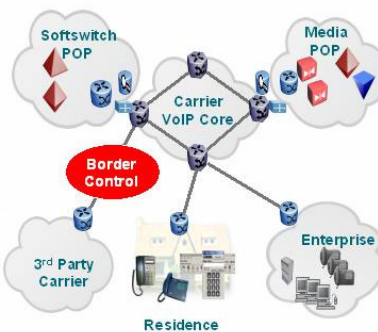 Softswitch
POP
Media
POP
Carrier
VoIP Core
Border
Control
3rd Party
Carrier
Enterprise
Residence